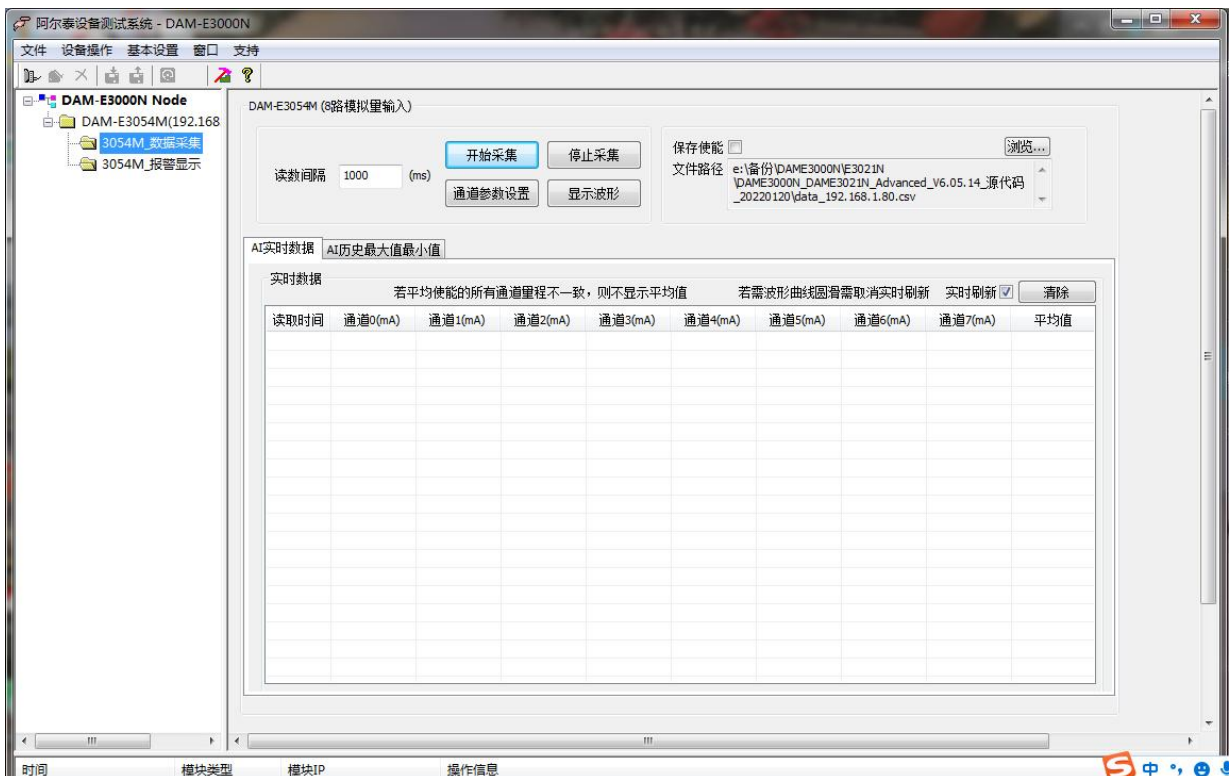 阿尔泰设备测试系统 - DAM-E3000N
文件 设备操作 基本设置 窗口 支持
DAM-E3000N Node
DAM-E3054M(192.168
3054M_数据采集
3054M_报警显示
DAM-E3054M (8路模拟量输入)
读数间隔 1000 (ms)
开始采集 停止采集
通道参数设置 显示波形
保存使能 浏览...
文件路径 e:\备份\DAME3000N\E3021N
\DAME3000N_DAME3021N_Advanced_V6.05.14_源代码
_20220120\data_192.168.1.80.csv
AI实时数据 AI历史最大值最小值
实时数据
若平均使能的所有通道量程不一致，则不显示平均值 若需波形曲线圆滑需取消实时刷新 实时刷新 清除
读取时间 通道0(mA) 通道1(mA) 通道2(mA) 通道3(mA) 通道4(mA) 通道5(mA) 通道6(mA) 通道7(mA) 平均值
时间 模块类型 模块IP 操作信息
中